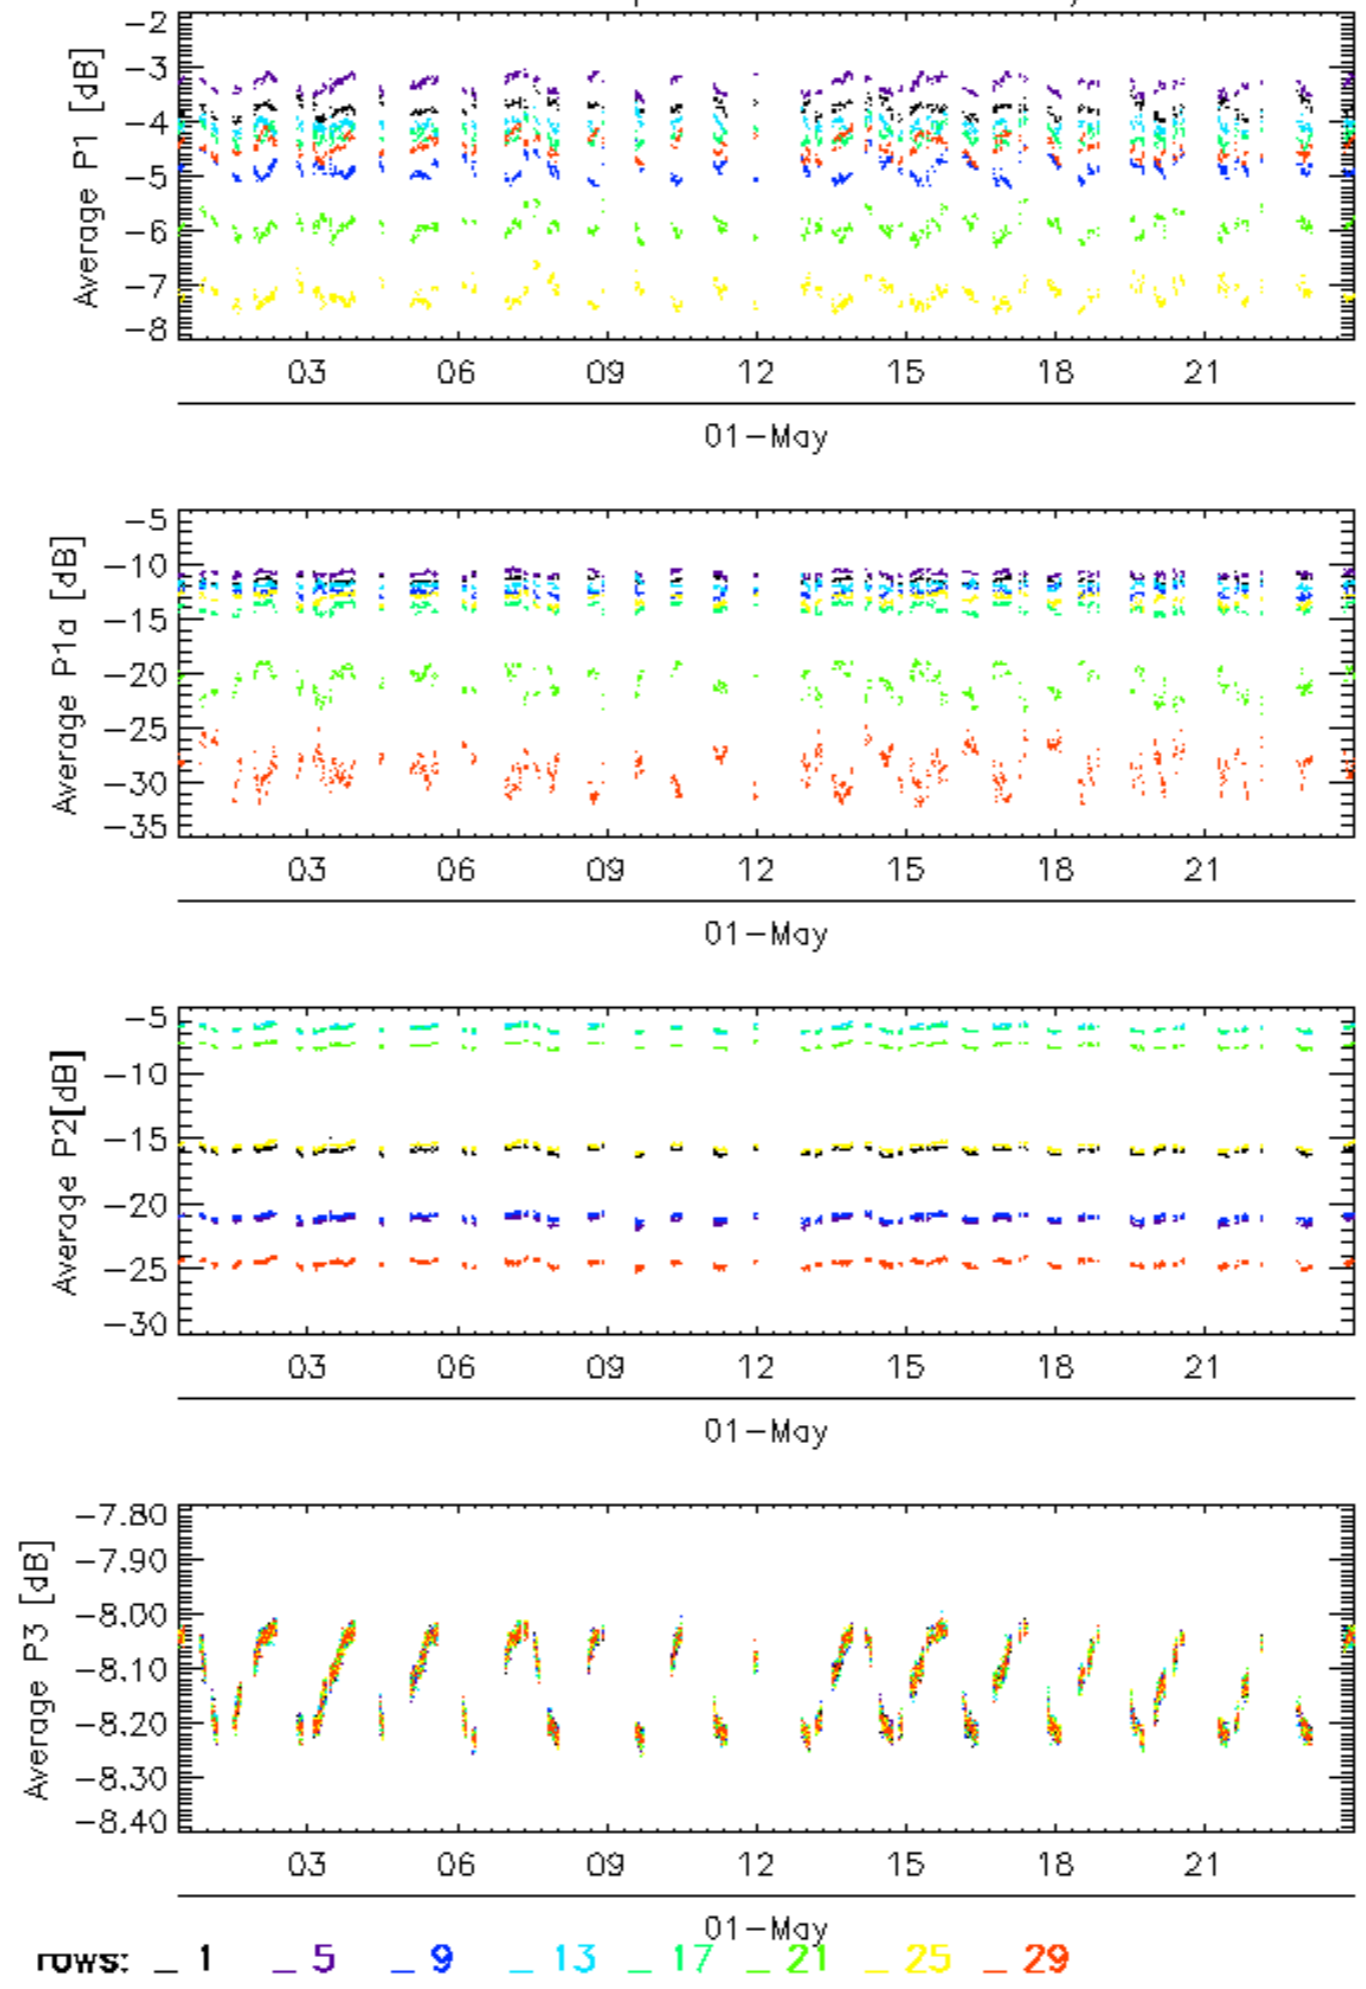 Average P1 [dB]
-2
-3
-4
-5
-6
-7
-8
03 06 09 12 15 18 21
01-May
Average P1a [dB]
-5
-10
-15
-20
-25
-30
-35
03 06 09 12 15 18 21
01-May
Average P2[dB]
-5
-10
-15
-20
-25
-30
03 06 09 12 15 18 21
01-May
Average P3 [dB]
-7.80
-7.90
-8.00
-8.10
-8.20
-8.30
-8.40
03 06 09 12 15 18 21
01-May
rows: _ 1 _ 5 _ 9 _ 13 _ 17 _ 21 _ 25 _ 29